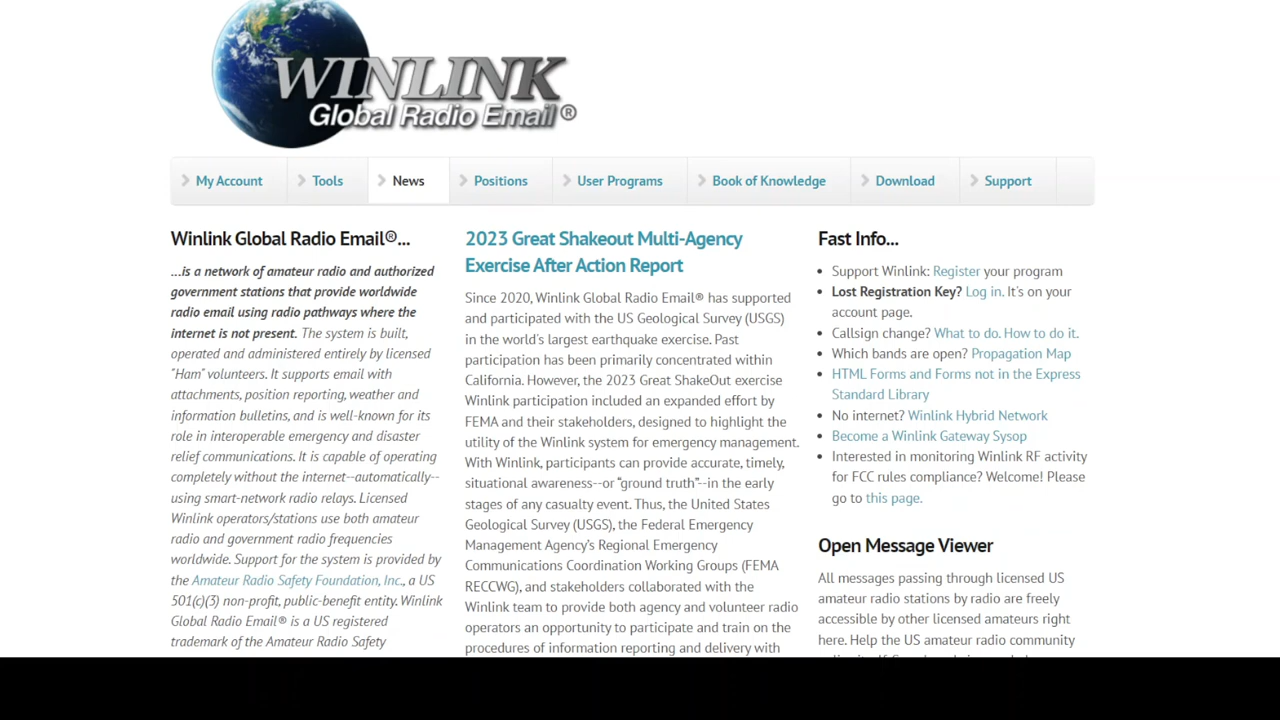 WINLINK
Global Radio Email ®
My Account
Tools
News
Positions
User Programs
Book of Knowledge
Download
Support
Winlink Global Radio Email®...
...is a network of amateur radio and authorized
government stations that provide worldwide
radio email using radio pathways where the
internet is not present. The system is built,
operated and administered entirely by licensed
"Ham" volunteers. It supports email with
attachments, position reporting, weather and
information bulletins, and is well-known for its
role in interoperable emergency and disaster
relief communications. It is capable of operating
completely without the internet--automatically--
using smart-network radio relays. Licensed
Winlink operators/stations use both amateur
radio and government radio frequencies
worldwide. Support for the system is provided by
the Amateur Radio Safety Foundation, Inc., a US
501(c)(3) non-profit, public-benefit entity. Winlink
Global Radio Email® is a US registered
trademark of the Amateur Radio Safety
2023 Great Shakeout Multi-Agency
Exercise After Action Report
Since 2020, Winlink Global Radio Email® has supported
and participated with the US Geological Survey (USGS)
in the world's largest earthquake exercise. Past
participation has been primarily concentrated within
California. However, the 2023 Great ShakeOut exercise
Winlink participation included an expanded effort by
FEMA and their stakeholders, designed to highlight the
utility of the Winlink system for emergency management.
With Winlink, participants can provide accurate, timely,
situational awareness--or “ground truth”--in the early
stages of any casualty event. Thus, the United States
Geological Survey (USGS), the Federal Emergency
Management Agency’s Regional Emergency
Communications Coordination Working Groups (FEMA
RECCWG), and stakeholders collaborated with the
Winlink team to provide both agency and volunteer radio
operators an opportunity to participate and train on the
procedures of information reporting and delivery with
Fast Info...
Support Winlink: Register your program
Lost Registration Key? Log in. It's on your
account page.
Callsign change? What to do. How to do it.
Which bands are open? Propagation Map
HTML Forms and Forms not in the Express
Standard Library
No internet? Winlink Hybrid Network
Become a Winlink Gateway Sysop
Interested in monitoring Winlink RF activity
for FCC rules compliance? Welcome! Please
go to this page.
Open Message Viewer
All messages passing through licensed US
amateur radio stations by radio are freely
accessible by other licensed amateurs right
here. Help the US amateur radio community